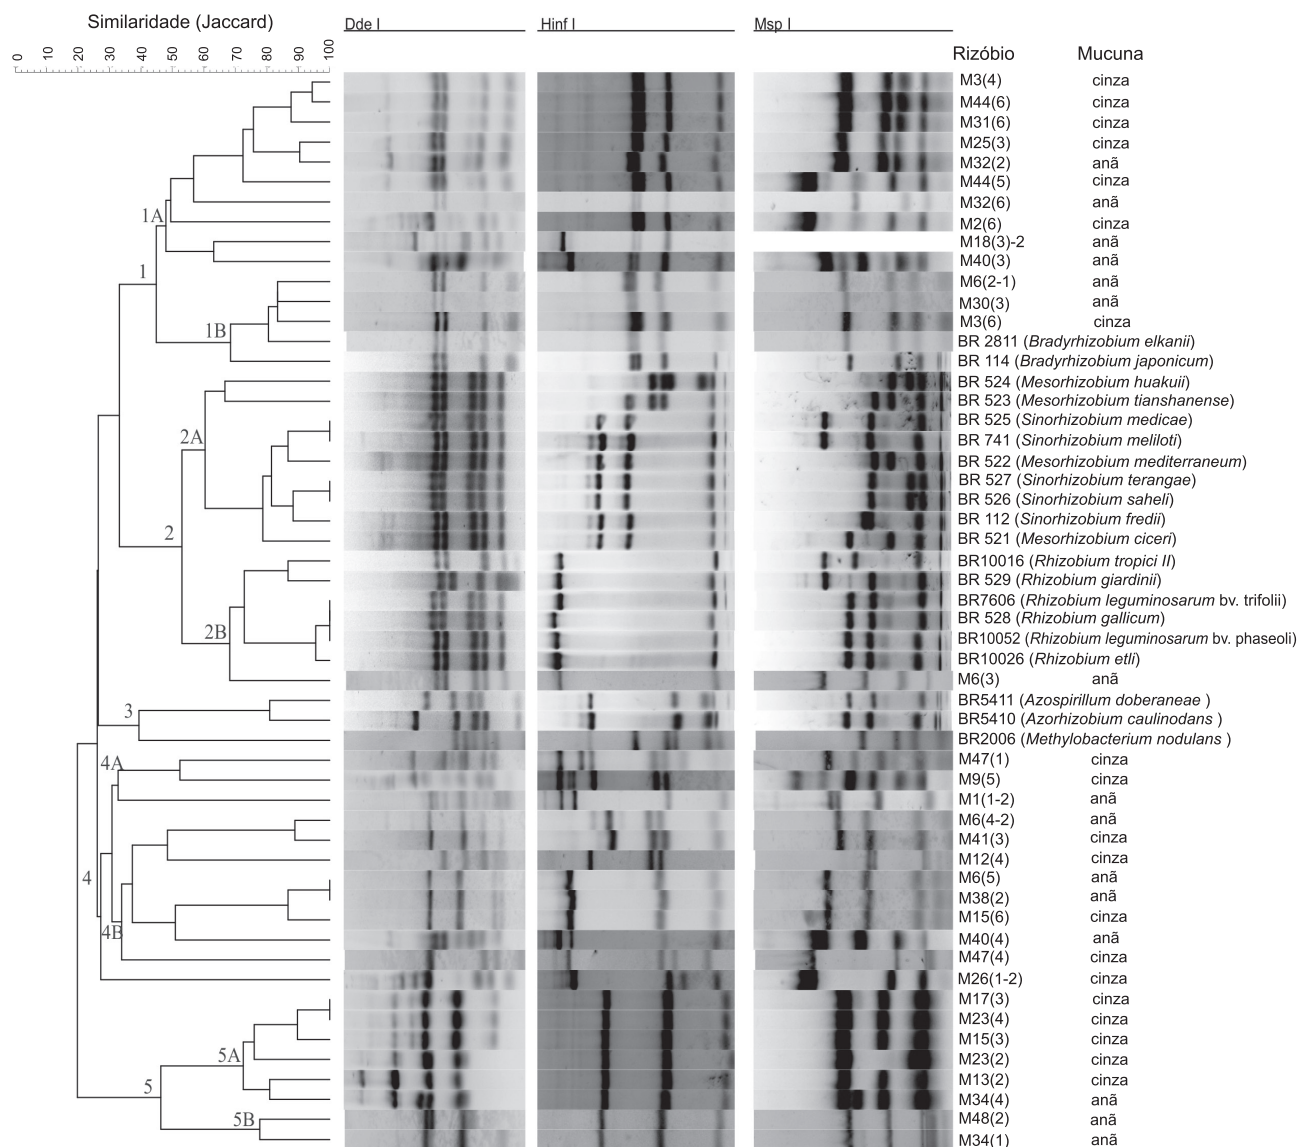 Similaridade (Jaccard)
Dde I
Hinf I
Msp I
0 10 20 30 40 50 60 70 80 90 100
Rizóbio Mucuna
M3(4) cinza
M44(6) cinza
M31(6) cinza
M25(3) cinza
M32(2) anã
M44(5) cinza
M32(6) anã
1A
M2(6) cinza
M18(3)-2 anã
M40(3) anã
1
M6(2-1) anã
M30(3) anã
M3(6) cinza
1B
BR 2811 (Bradyrhizobium elkanii)
BR 114 (Bradyrhizobium japonicum)
BR 524 (Mesorhizobium huakuii)
BR 523 (Mesorhizobium tianshanense)
BR 525 (Sinorhizobium medicae)
2A
BR 741 (Sinorhizobium meliloti)
BR 522 (Mesorhizobium mediterraneum)
BR 527 (Sinorhizobium terangae)
BR 526 (Sinorhizobium saheli)
BR 112 (Sinorhizobium fredii)
2
BR 521 (Mesorhizobium ciceri)
BR10016 (Rhizobium tropici II)
BR 529 (Rhizobium giardinii)
BR7606 (Rhizobium leguminosarum bv. trifolii)
BR 528 (Rhizobium gallicum)
2B
BR10052 (Rhizobium leguminosarum bv. phaseoli)
BR10026 (Rhizobium etli)
M6(3) anã
BR5411 (Azospirillum doberaneae )
3
BR5410 (Azorhizobium caulinodans )
BR2006 (Methylobacterium nodulans )
4A
M47(1) cinza
M9(5) cinza
M1(1-2) anã
M6(4-2) anã
M41(3) cinza
M12(4) cinza
4
M6(5) anã
M38(2) anã
M15(6) cinza
4B
M40(4) anã
M47(4) cinza
M26(1-2) cinza
M17(3) cinza
M23(4) cinza
M15(3) cinza
5A
M23(2) cinza
M13(2) cinza
5
M34(4) anã
5B
M48(2) anã
M34(1) anã